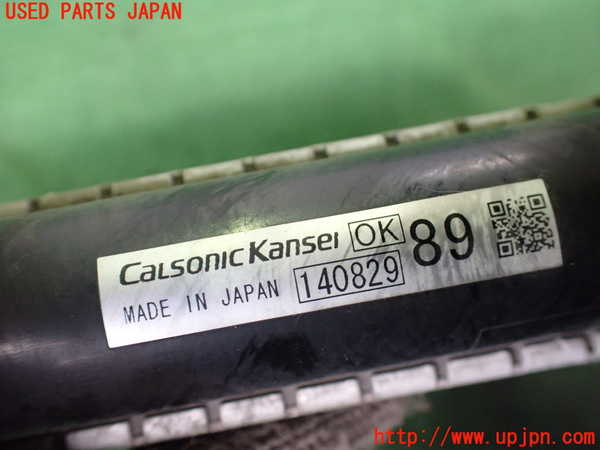 USED PARTS JAPAN
CALSONIC KANSEI OK 89
MADE IN JAPAN 140829
http://www.upjpn.com/